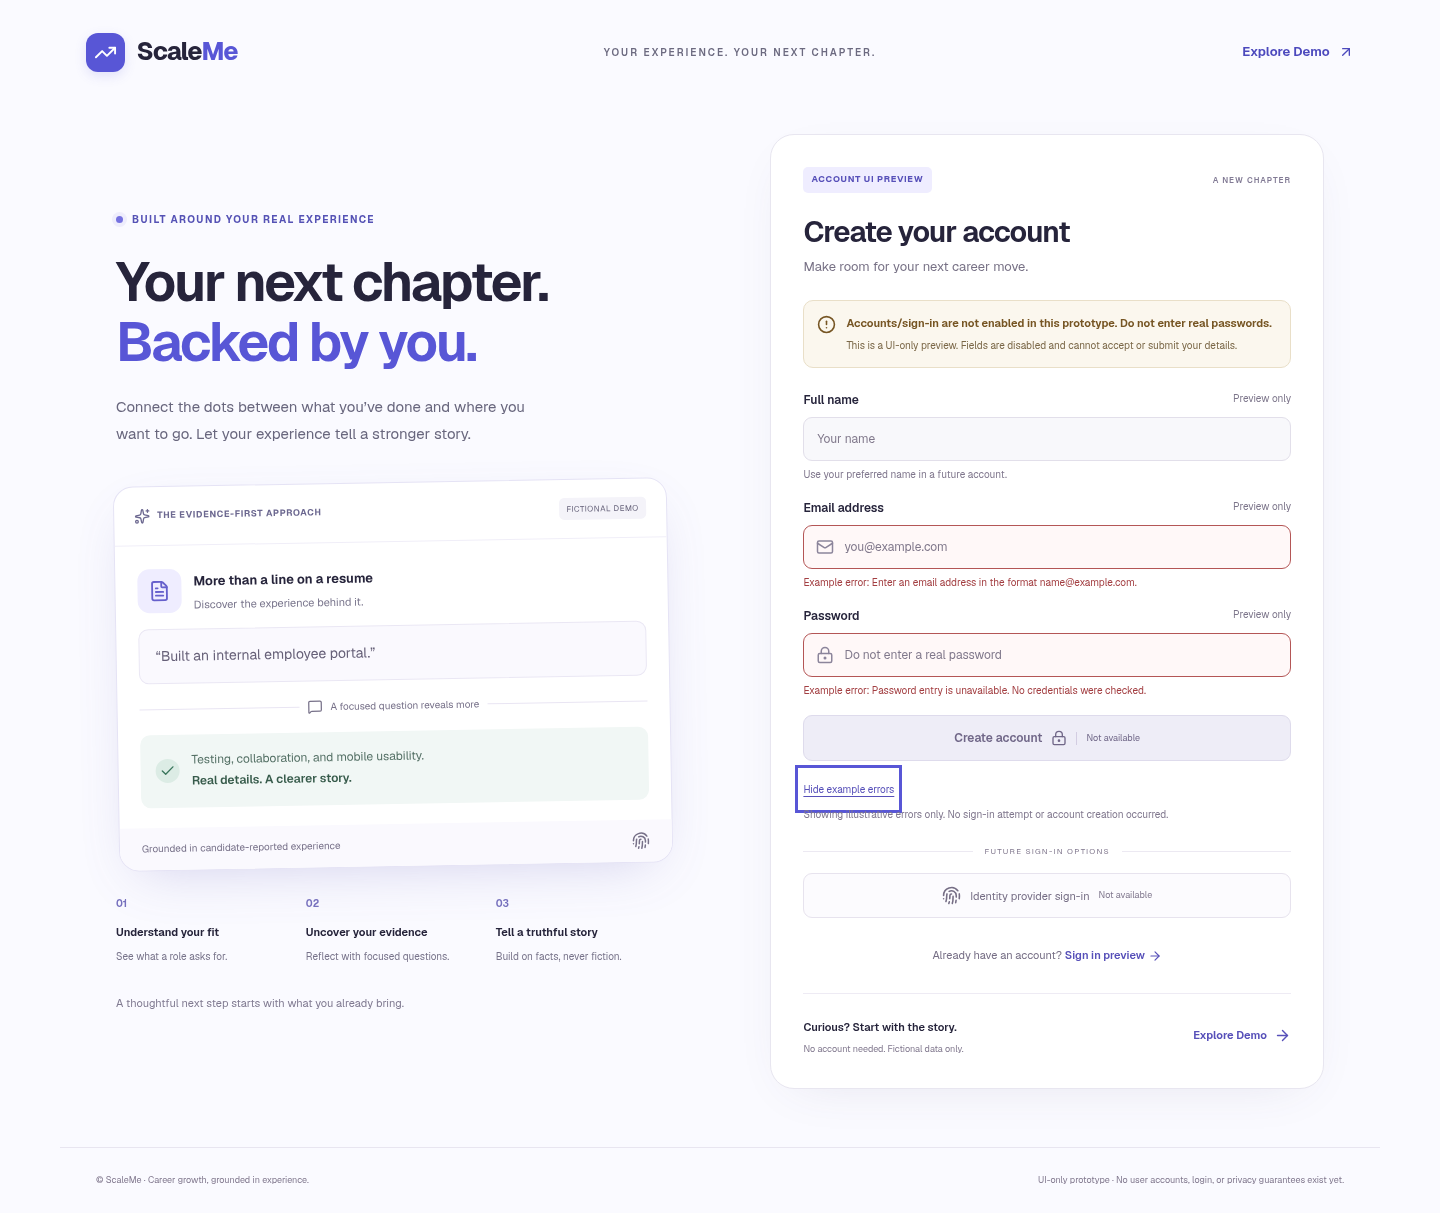 ScaleMe
YOUR EXPERIENCE. YOUR NEXT CHAPTER.
Explore Demo
BUILT AROUND YOUR REAL EXPERIENCE
Your next chapter.
Backed by you.
Connect the dots between what you’ve done and where you
want to go. Let your experience tell a stronger story.
THE EVIDENCE-FIRST APPROACH
FICTIONAL DEMO
More than a line on a resume
Discover the experience behind it.
“Built an internal employee portal.”
A focused question reveals more
Testing, collaboration, and mobile usability.
Real details. A clearer story.
Grounded in candidate-reported experience
01
Understand your fit
See what a role asks for.
02
Uncover your evidence
Reflect with focused questions.
03
Tell a truthful story
Build on facts, never fiction.
A thoughtful next step starts with what you already bring.
ACCOUNT UI PREVIEW
A NEW CHAPTER
Create your account
Make room for your next career move.
Accounts/sign-in are not enabled in this prototype. Do not enter real passwords.
This is a UI-only preview. Fields are disabled and cannot accept or submit your details.
Full name
Preview only
Your name
Use your preferred name in a future account.
Email address
Preview only
you@example.com
Example error: Enter an email address in the format name@example.com.
Password
Preview only
Do not enter a real password
Example error: Password entry is unavailable. No credentials were checked.
Create account
Not available
Hide example errors
Showing illustrative errors only. No sign-in attempt or account creation occurred.
FUTURE SIGN-IN OPTIONS
Identity provider sign-in
Not available
Already have an account? Sign in preview
Curious? Start with the story.
No account needed. Fictional data only.
Explore Demo
© ScaleMe · Career growth, grounded in experience.
UI-only prototype · No user accounts, login, or privacy guarantees exist yet.